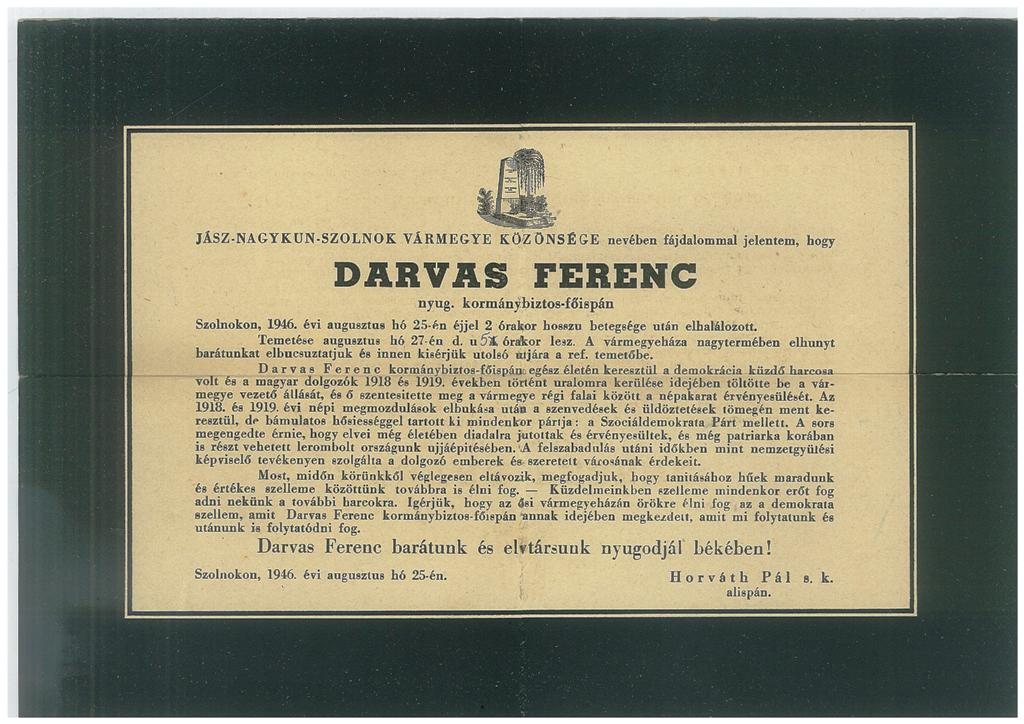 JÁSZ-NAGYKUN-SZOLNOK VÁRMEGYE KÖZÖNSÉGE nevében fájdalommal jelentem, hogy
DARVAS FERENC
nyug. kormánybiztos-főispán
Szolnokon, 1946. évi augusztus hó 25-én éjjel 2 órakor hosszu betegsége után elhalálozott.
Temetése augusztus hó 27-én d. u 5 órakor lesz. A vármegyeháza nagytermében elhunyt
barátunkat elbucsuztatjuk és innen kisérjük utolsó utjára a ref. temetőbe.
Darvas Ferenc kormánybiztos-főispán egész életén keresztül a demokrácia küzdő harcosa
volt és a magyar dolgozók 1918 és 1919. években történt uralomra kerülése idejében töltötte be a vár-
megye vezető állását, és ő szentesitette meg a vármegye régi falai között a népakarat érvényesülését. Az
1918. és 1919. évi népi megmozdulások elbukása után a szenvedések és üldöztetések tömegén ment ke-
resztül, de bámulatos hősiességgel tartott ki mindenkor pártja: a Szociáldemokrata Párt mellett. A sors
megengedte érnie, hogy elvei még életében diadalra jutottak és érvényesültek, és még patriarka korában
is részt vehetett lerombolt országunk ujjáépitésében. A felszabadulás utáni időkben mint nemzetgyülési
képviselő tevékenyen szolgálta a dolgozó emberek és szeretett városának érdekeit.
Most, midőn körünkkől véglegesen eltávozik, megfogadjuk, hogy tanitásához hűek maradunk
és értékes szelleme közöttünk továbbra is élni fog. — Küzdelmeinkben szelleme mindenkor erőt fog
adni nekünk a további harcokra. Igérjük, hogy az ősi vármegyeházán örökre élni fog az a demokrata
szellem, amit Darvas Ferenc kormánybiztos-főispán annak idejében megkezdett, amit mi folytatunk és
utánunk is folytatódni fog.
Darvas Ferenc barátunk és elvtársunk nyugodjál békében!
Szolnokon, 1946. évi augusztus hó 25-én.
Horváth Pál s. k.
alispán.